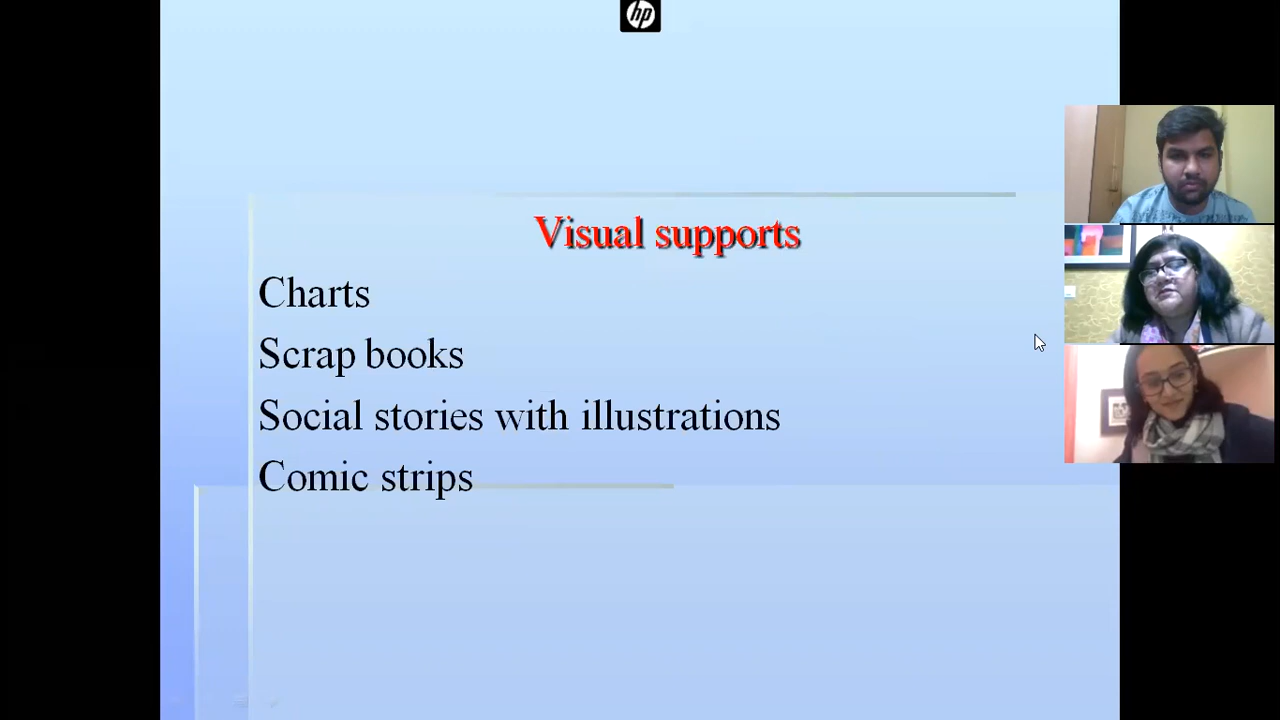 hp
Visual supports
Charts
Scrap books
Social stories with illustrations
Comic strips